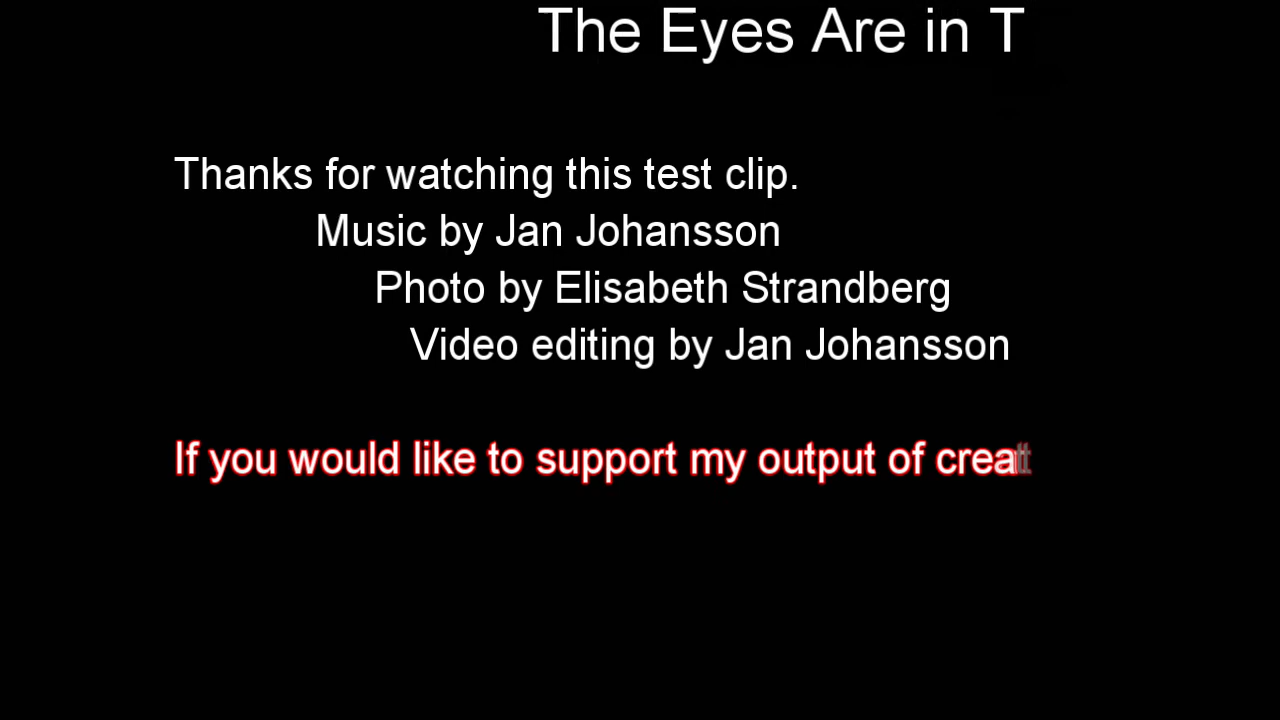 The Eyes Are in T
Thanks for watching this test clip.
Music by Jan Johansson
Photo by Elisabeth Strandberg
Video editing by Jan Johansson
If you would like to support my output of creat